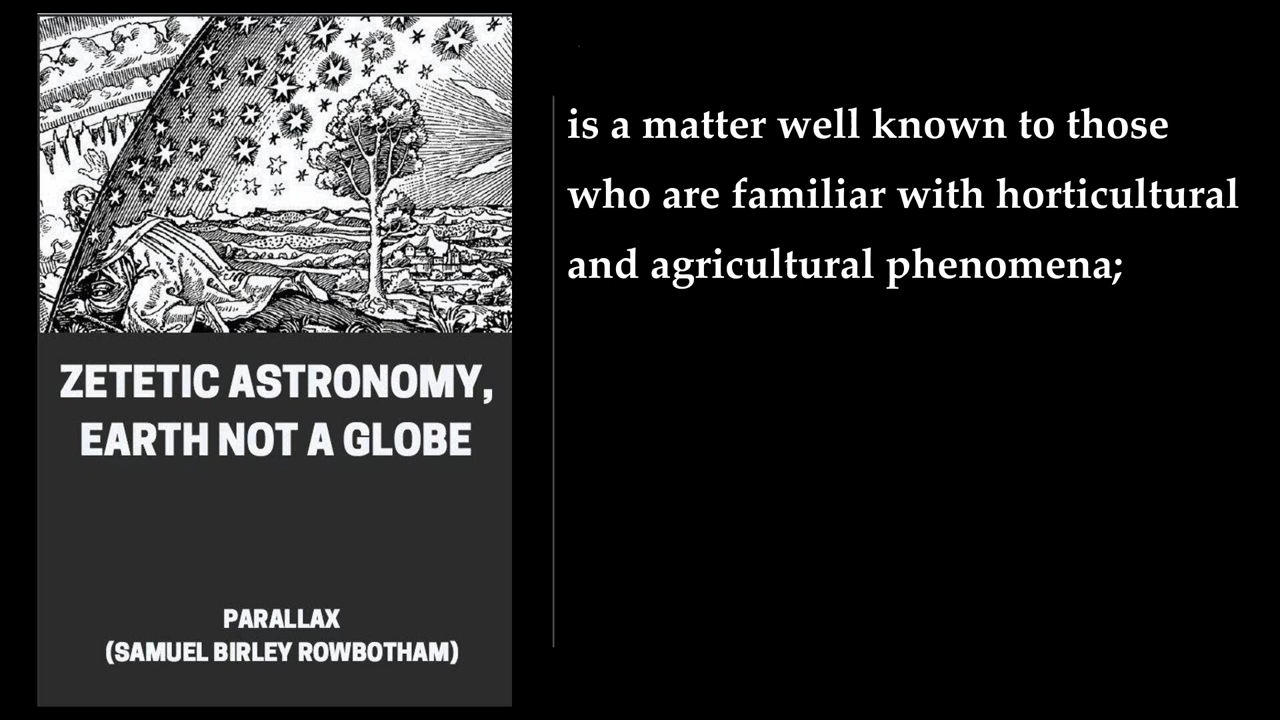 ZETETIC ASTRONOMY,
EARTH NOT A GLOBE
PARALLAX
(SAMUEL BIRLEY ROWBOTHAM)
is a matter well known to those
who are familiar with horticultural
and agricultural phenomena;